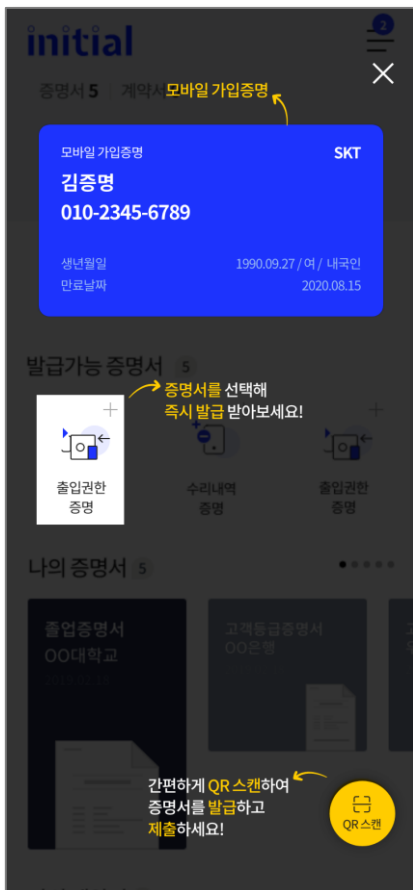 initial
2
증명서 5 계약서
모바일 가입증명
모바일 가입증명 SKT
김증명
010-2345-6789
생년월일 1990.09.27 / 여 / 내국인
만료날짜 2020.08.15
발급가능 증명서 5
증명서를 선택해
즉시 발급 받아보세요!
출입권한
증명
수리내역
증명
출입권한
증명
나의 증명서 5
졸업증명서
OO대학교
고객등급증명서
OO은행
간편하게 QR 스캔하여
증명서를 발급하고
제출하세요!
QR 스캔